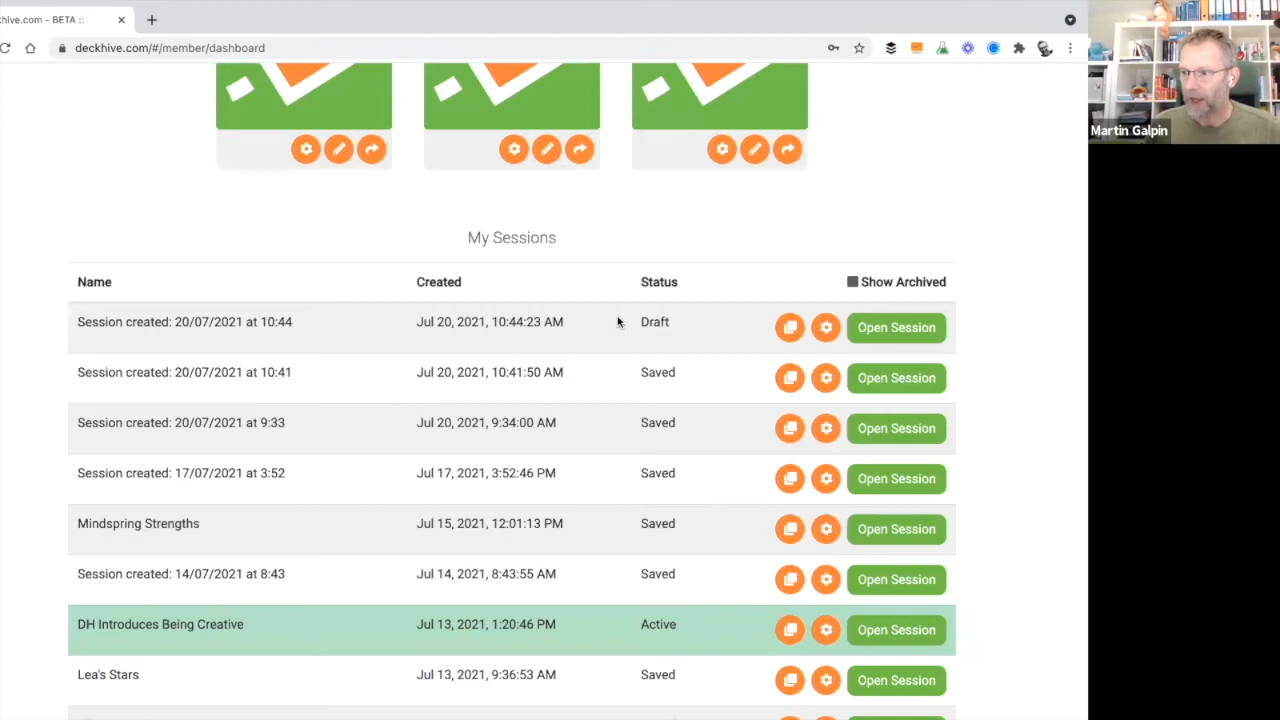 hive.com - BETA ::
deckhive.com/#/member/dashboard
Martin Galpin
My Sessions
Name Created Status Show Archived
Session created: 20/07/2021 at 10:44 Jul 20, 2021, 10:44:23 AM Draft Open Session
Session created: 20/07/2021 at 10:41 Jul 20, 2021, 10:41:50 AM Saved Open Session
Session created: 20/07/2021 at 9:33 Jul 20, 2021, 9:34:00 AM Saved Open Session
Session created: 17/07/2021 at 3:52 Jul 17, 2021, 3:52:46 PM Saved Open Session
Mindspring Strengths Jul 15, 2021, 12:01:13 PM Saved Open Session
Session created: 14/07/2021 at 8:43 Jul 14, 2021, 8:43:55 AM Saved Open Session
DH Introduces Being Creative Jul 13, 2021, 1:20:46 PM Active Open Session
Lea's Stars Jul 13, 2021, 9:36:53 AM Saved Open Session